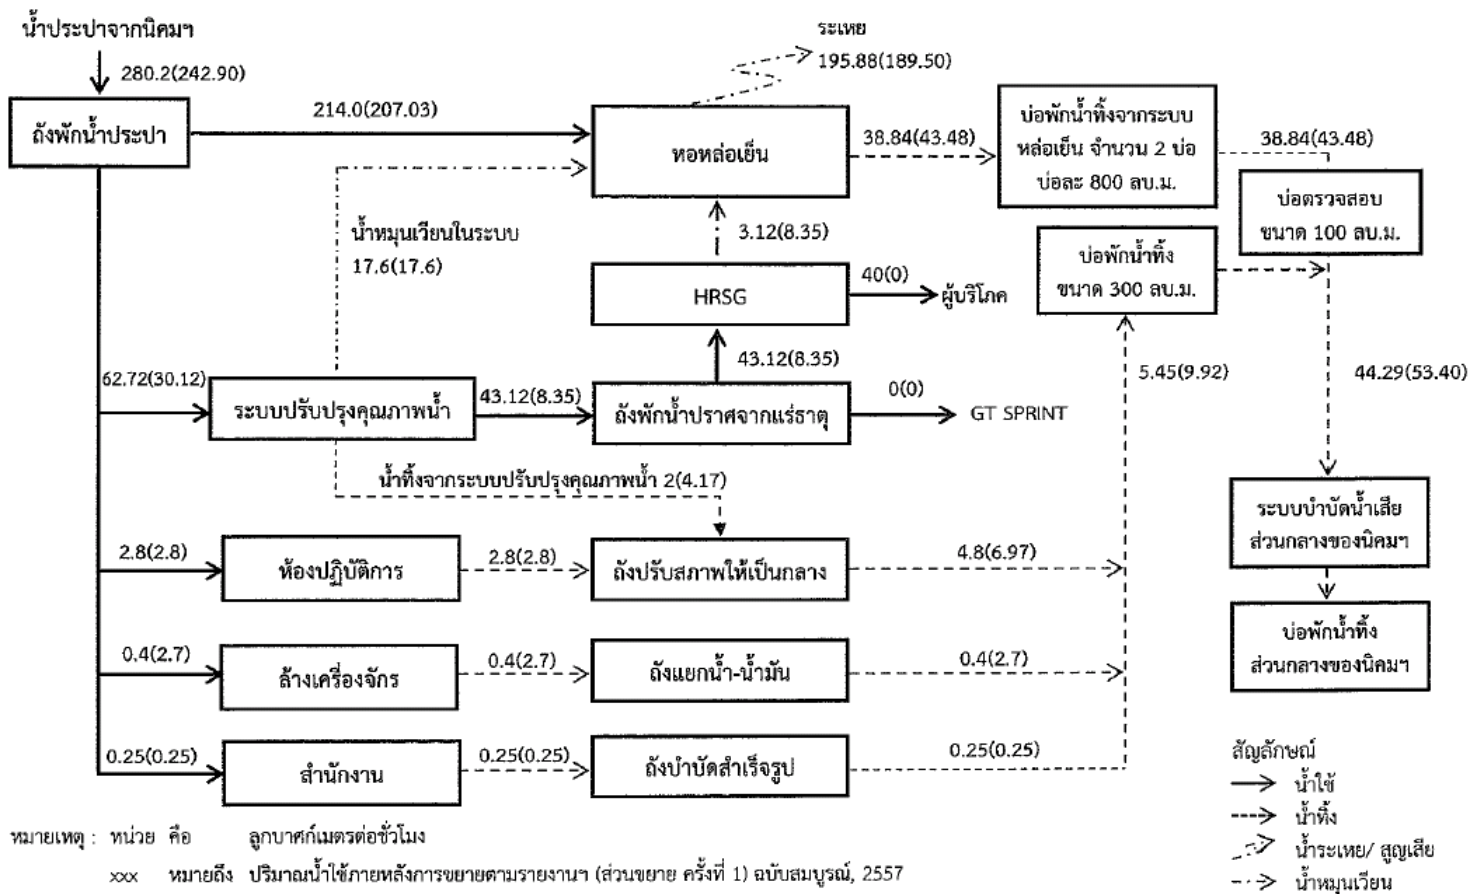 น้ำประปาจากนิคมฯ
280.2(242.90)
ถังพักน้ำประปา
214.0(207.03)
ระเหย
195.88(189.50)
หอหล่อเย็น
38.84(43.48)
บ่อพักน้ำทิ้งจากระบบ
หล่อเย็น จำนวน 2 บ่อ
บ่อละ 800 ลบ.ม.
38.84(43.48)
บ่อตรวจสอบ
ขนาด 100 ลบ.ม.
น้ำหมุนเวียนในระบบ
17.6(17.6)
3.12(8.35)
บ่อพักน้ำทิ้ง
ขนาด 300 ลบ.ม.
HRSG
40(0)
ผู้บริโภค
43.12(8.35)
62.72(30.12)
ระบบปรับปรุงคุณภาพน้ำ
43.12(8.35)
ถังพักน้ำปราศจากแร่ธาตุ
0(0)
GT SPRINT
5.45(9.92)
44.29(53.40)
น้ำทิ้งจากระบบปรับปรุงคุณภาพน้ำ 2(4.17)
ระบบบำบัดน้ำเสีย
ส่วนกลางของนิคมฯ
2.8(2.8)
ห้องปฏิบัติการ
2.8(2.8)
ถังปรับสภาพให้เป็นกลาง
4.8(6.97)
บ่อพักน้ำทิ้ง
ส่วนกลางของนิคมฯ
0.4(2.7)
ล้างเครื่องจักร
0.4(2.7)
ถังแยกน้ำ-น้ำมัน
0.4(2.7)
0.25(0.25)
สำนักงาน
0.25(0.25)
ถังบำบัดสำเร็จรูป
0.25(0.25)
สัญลักษณ์
น้ำใช้
น้ำทิ้ง
น้ำระเหย/ สูญเสีย
น้ำหมุนเวียน
หมายเหตุ : หน่วย คือ ลูกบาศก์เมตรต่อชั่วโมง
xxx หมายถึง ปริมาณน้ำใช้ภายหลังการขยายตามรายงานฯ (ส่วนขยาย ครั้งที่ 1) ฉบับสมบูรณ์, 2557